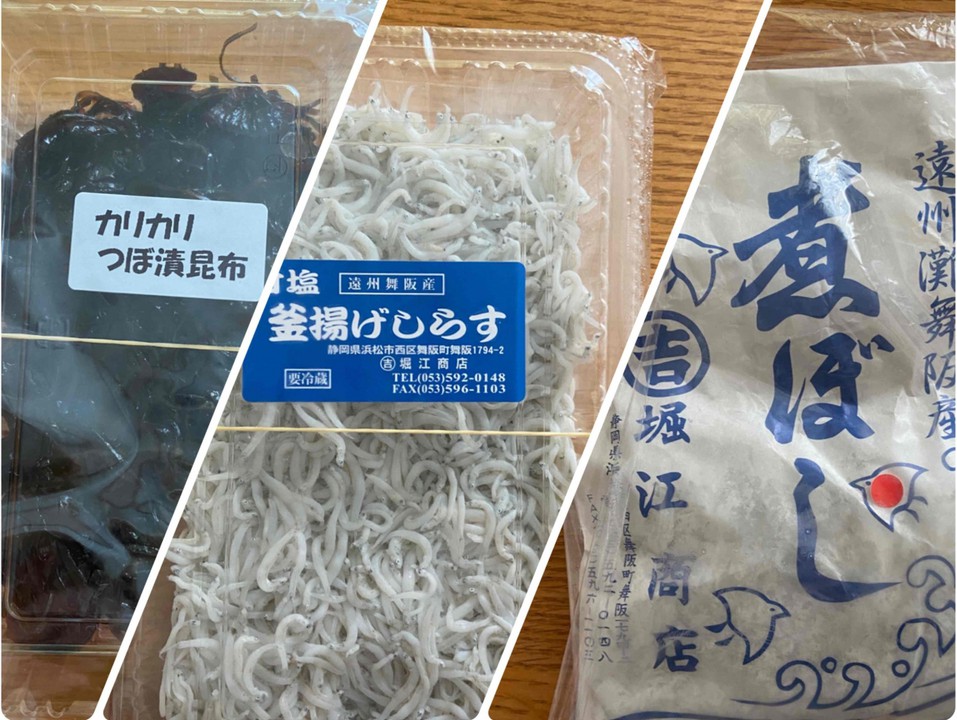 カリカリ
つぼ漬昆布
塩 遠州舞阪産
釜揚げしらす
静岡県浜松市西区舞阪町舞阪1794-2
吉 堀江商店
要冷蔵
TEL(053)592-0148
FAX(053)596-1103
遠州灘舞阪産
煮ぼし
吉 堀江商店